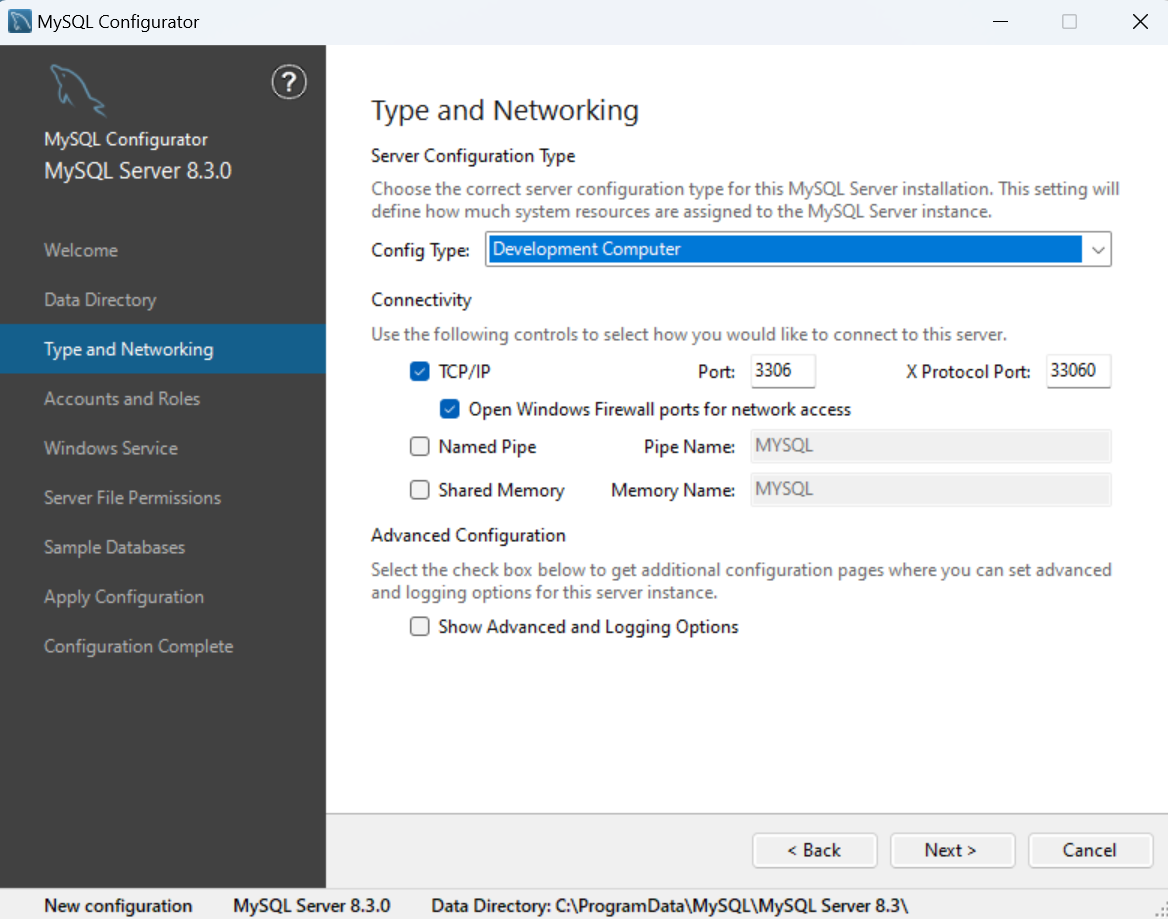 MySQL Configurator
?
MySQL Configurator
MySQL Server 8.3.0
Welcome
Data Directory
Type and Networking
Accounts and Roles
Windows Service
Server File Permissions
Sample Databases
Apply Configuration
Configuration Complete
Type and Networking
Server Configuration Type
Choose the correct server configuration type for this MySQL Server installation. This setting will
define how much system resources are assigned to the MySQL Server instance.
Config Type: Development Computer
Connectivity
Use the following controls to select how you would like to connect to this server.
TCP/IP Port: 3306 X Protocol Port: 33060
Open Windows Firewall ports for network access
Named Pipe Pipe Name: MYSQL
Shared Memory Memory Name: MYSQL
Advanced Configuration
Select the check box below to get additional configuration pages where you can set advanced
and logging options for this server instance.
Show Advanced and Logging Options
< Back Next > Cancel
New configuration MySQL Server 8.3.0 Data Directory: C:\ProgramData\MySQL\MySQL Server 8.3\